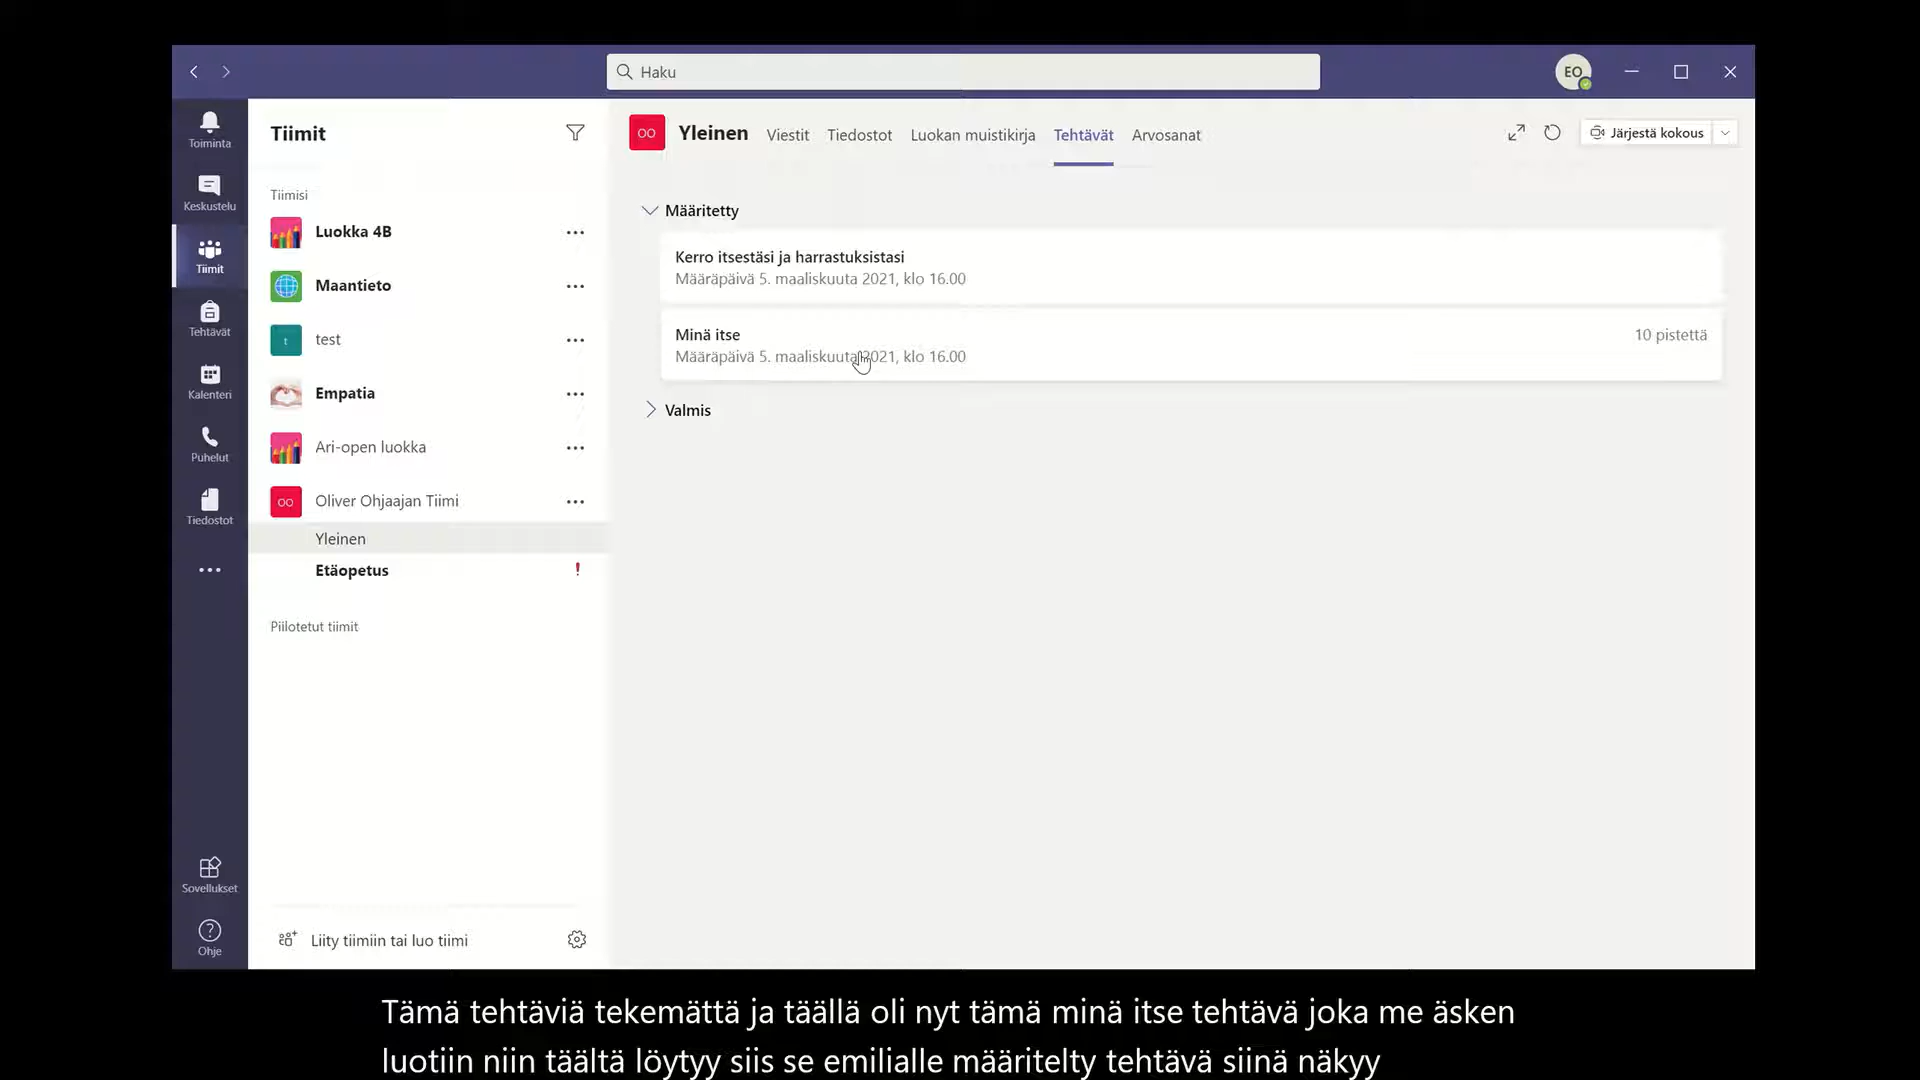 Haku
EO
Toiminta
Keskustelu
Tiimit
Tehtävät
Kalenteri
Puhelut
Tiedostot
Sovellukset
Ohje
Tiimit
Tiimisi
Luokka 4B
Maantieto
t test
Empatia
Ari-open luokka
OO Oliver Ohjaajan Tiimi
Yleinen
Etäopetus !
Piilotetut tiimit
Liity tiimiin tai luo tiimi
OO Yleinen Viestit Tiedostot Luokan muistikirja Tehtävät Arvosanat Järjestä kokous
Määritetty
Kerro itsestäsi ja harrastuksistasi
Määräpäivä 5. maaliskuuta 2021, klo 16.00
Minä itse 10 pistettä
Määräpäivä 5. maaliskuuta 2021, klo 16.00
Valmis
Tämä tehtäviä tekemättä ja täällä oli nyt tämä minä itse tehtävä joka me äsken
luotiin niin täältä löytyy siis se emilialle määritelty tehtävä siinä näkyy